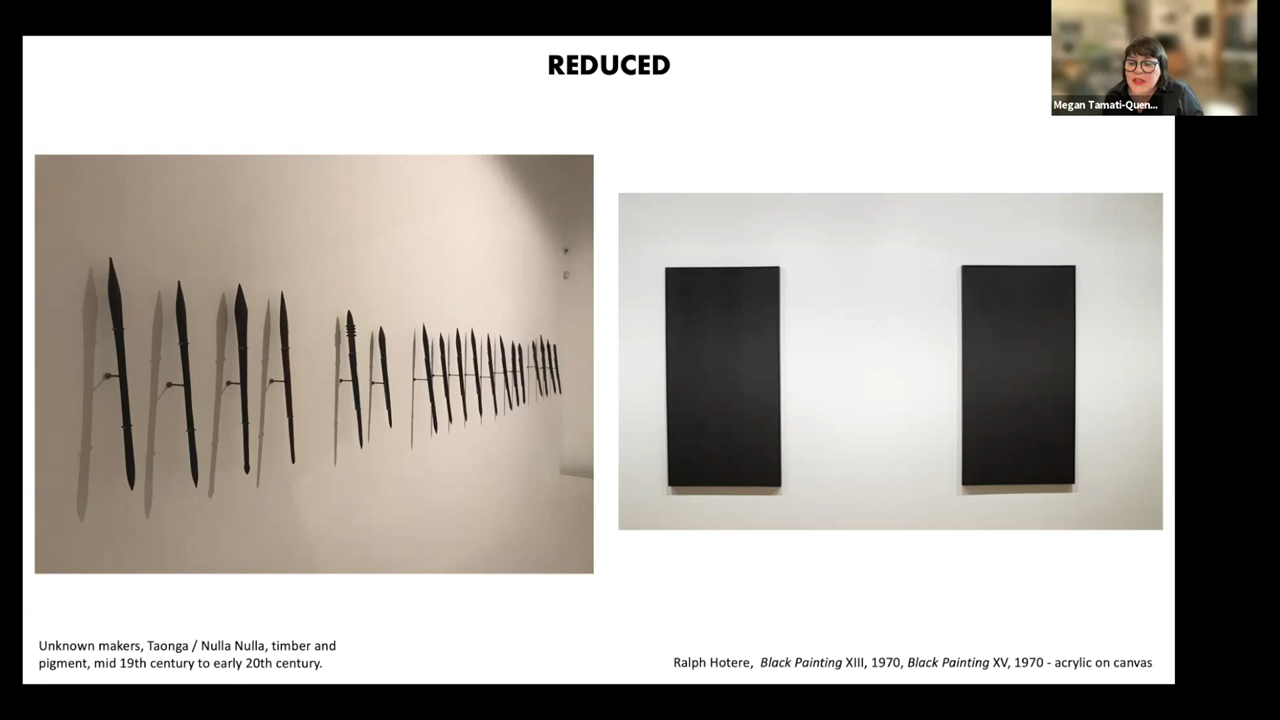 REDUCED
Megan Tamati-Quen...
Unknown makers, Taonga / Nulla Nulla, timber and
pigment, mid 19th century to early 20th century.
Ralph Hotere,  Black Painting XIII, 1970, Black Painting XV, 1970 - acrylic on canvas